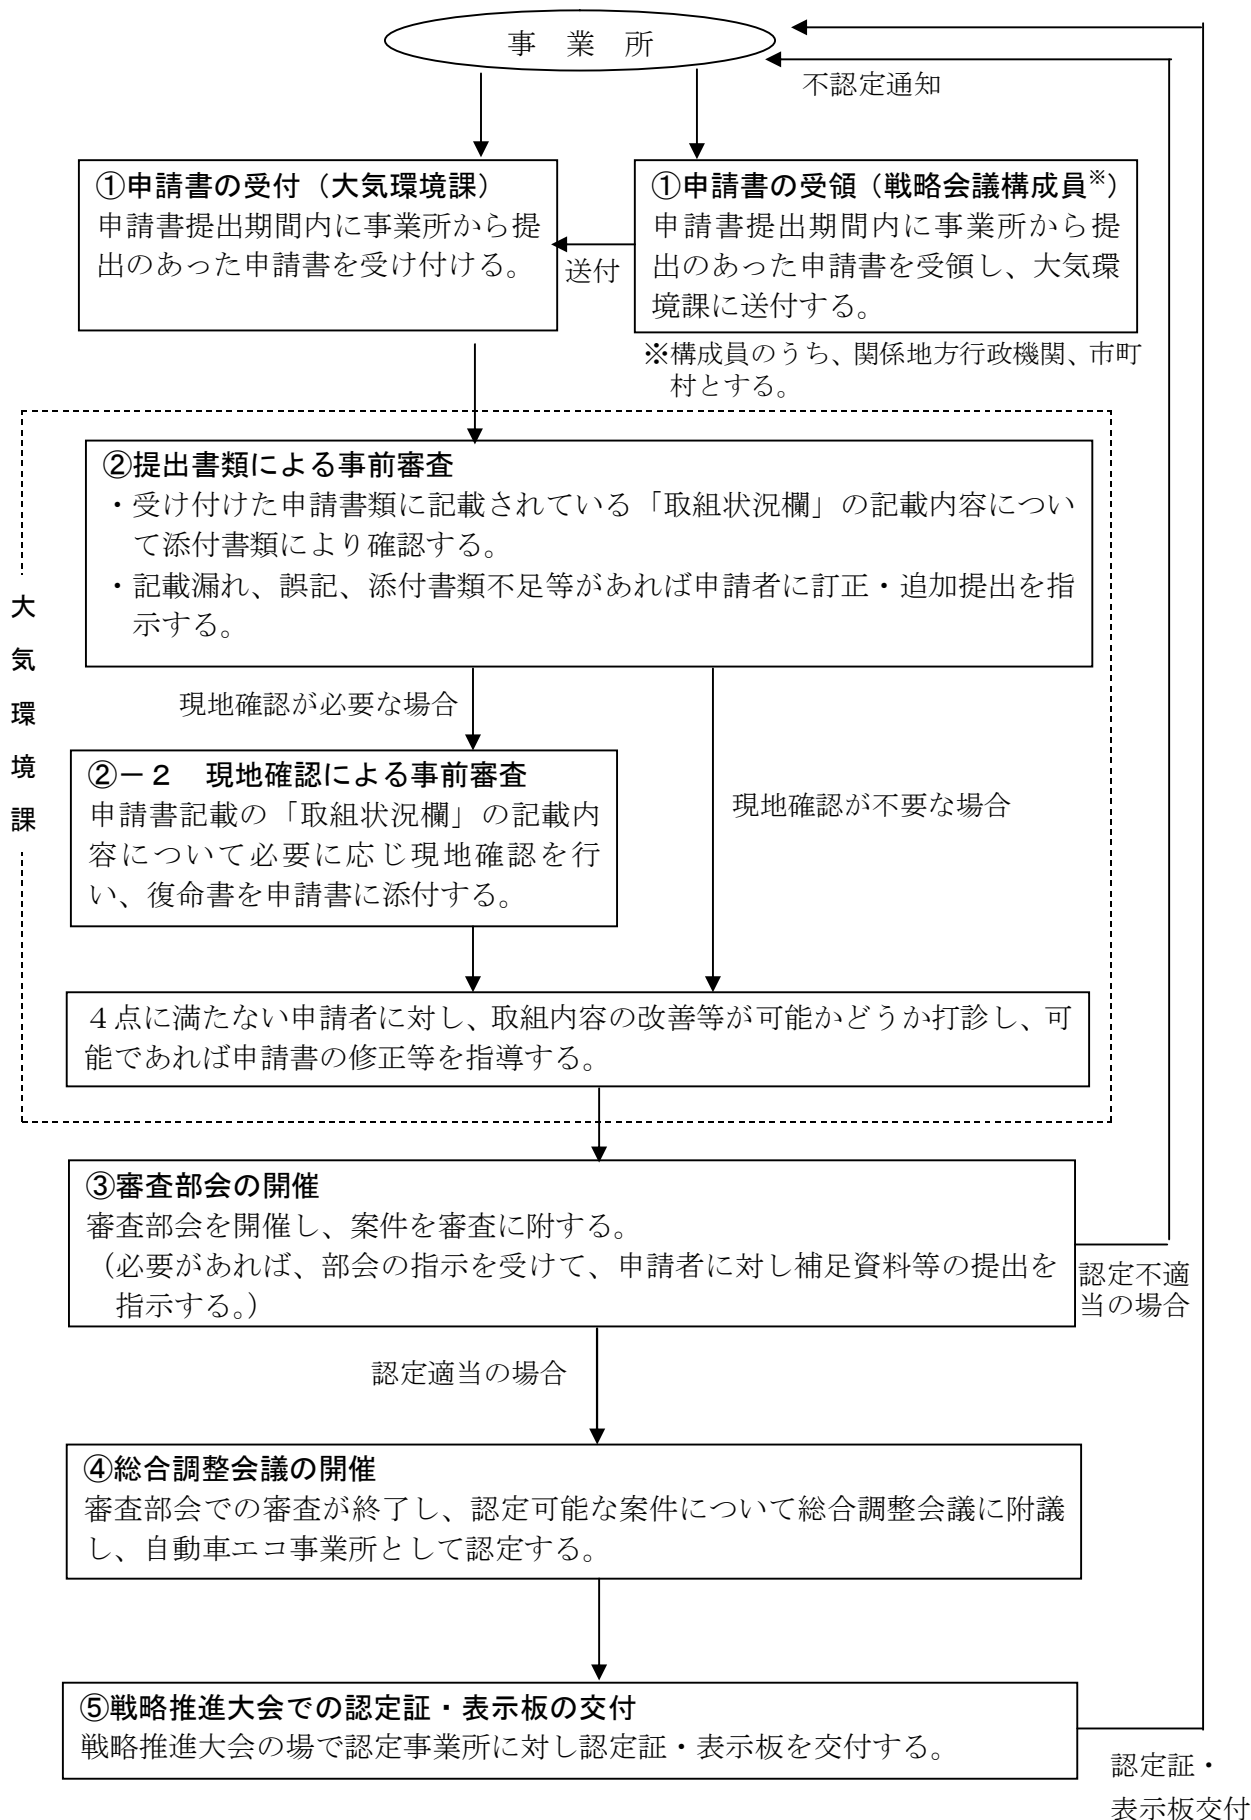 事 業 所
不認定通知
①申請書の受付（大気環境課）
申請書提出期間内に事業所から提
出のあった申請書を受け付ける。
送付
①申請書の受領（戦略会議構成員※）
申請書提出期間内に事業所から提
出のあった申請書を受領し、大気環
境課に送付する。
※構成員のうち、関係地方行政機関、市町
村とする。
大気環境課
②提出書類による事前審査
・受け付けた申請書類に記載されている「取組状況欄」の記載内容につい
て添付書類により確認する。
・記載漏れ、誤記、添付書類不足等があれば申請者に訂正・追加提出を指
示する。
現地確認が必要な場合
②－２ 現地確認による事前審査
申請書記載の「取組状況欄」の記載内
容について必要に応じ現地確認を行
い、復命書を申請書に添付する。
現地確認が不要な場合
４点に満たない申請者に対し、取組内容の改善等が可能かどうか打診し、可
能であれば申請書の修正等を指導する。
③審査部会の開催
審査部会を開催し、案件を審査に附する。
（必要があれば、部会の指示を受けて、申請者に対し補足資料等の提出を
指示する。）
認定不適
当の場合
認定適当の場合
④総合調整会議の開催
審査部会での審査が終了し、認定可能な案件について総合調整会議に附議
し、自動車エコ事業所として認定する。
⑤戦略推進大会での認定証・表示板の交付
戦略推進大会の場で認定事業所に対し認定証・表示板を交付する。
認定証・
表示板交付